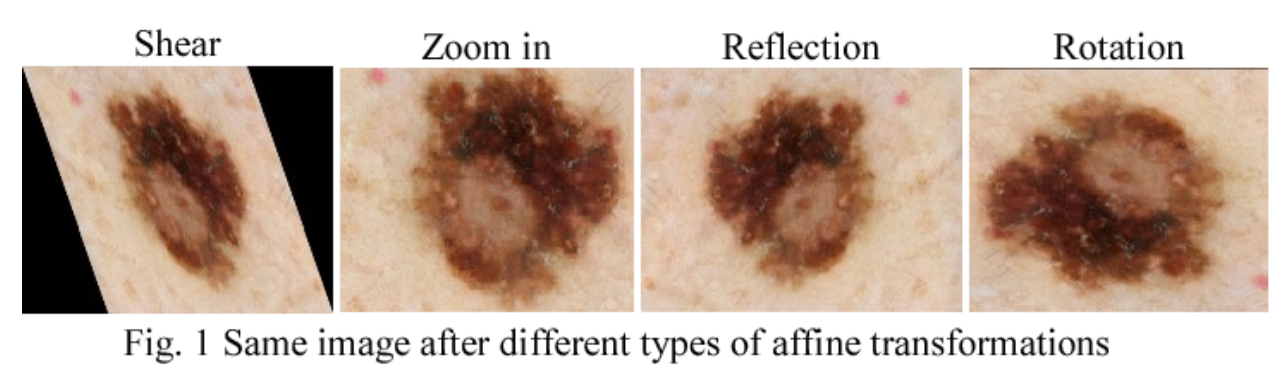 Shear Zoom in Reflection Rotation
Fig. 1 Same image after different types of affine transformations